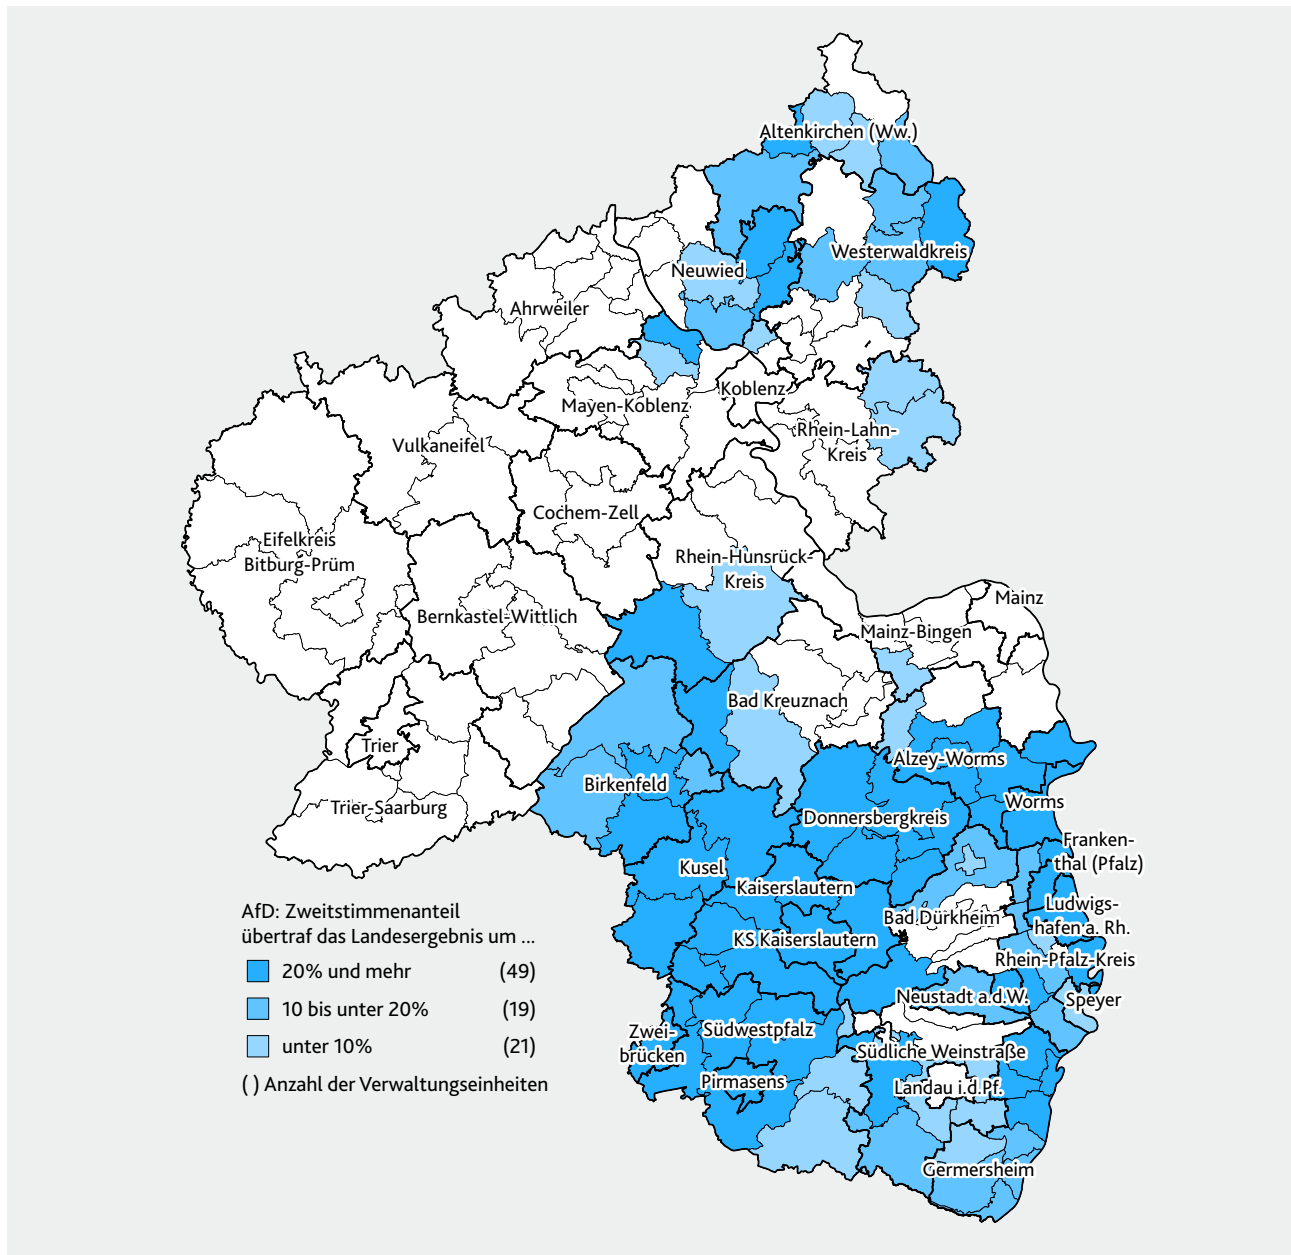 Altenkirchen (Ww.)
Westerwaldkreis
Neuwied
Ahrweiler
Koblenz
Mayen-Koblenz
Rhein-Lahn-
Kreis
Vulkaneifel
Cochem-Zell
Eifelkreis
Bitburg-Prüm
Rhein-Hunsrück-
Kreis
Mainz
Bernkastel-Wittlich
Mainz-Bingen
Bad Kreuznach
Trier
Alzey-Worms
Birkenfeld
Worms
Trier-Saarburg
Donnersbergkreis
Franken-
thal (Pfalz)
Kusel
Kaiserslautern
Ludwigs-
hafen a. Rh.
Bad Dürkheim
KS Kaiserslautern
Rhein-Pfalz-Kreis
Neustadt a.d.W.
Speyer
Zwei-
brücken
Südwestpfalz
Südliche Weinstraße
Pirmasens
Landau i.d.Pf.
Germersheim
AfD: Zweitstimmenanteil
übertraf das Landesergebnis um ...
20% und mehr (49)
10 bis unter 20% (19)
unter 10% (21)
( ) Anzahl der Verwaltungseinheiten